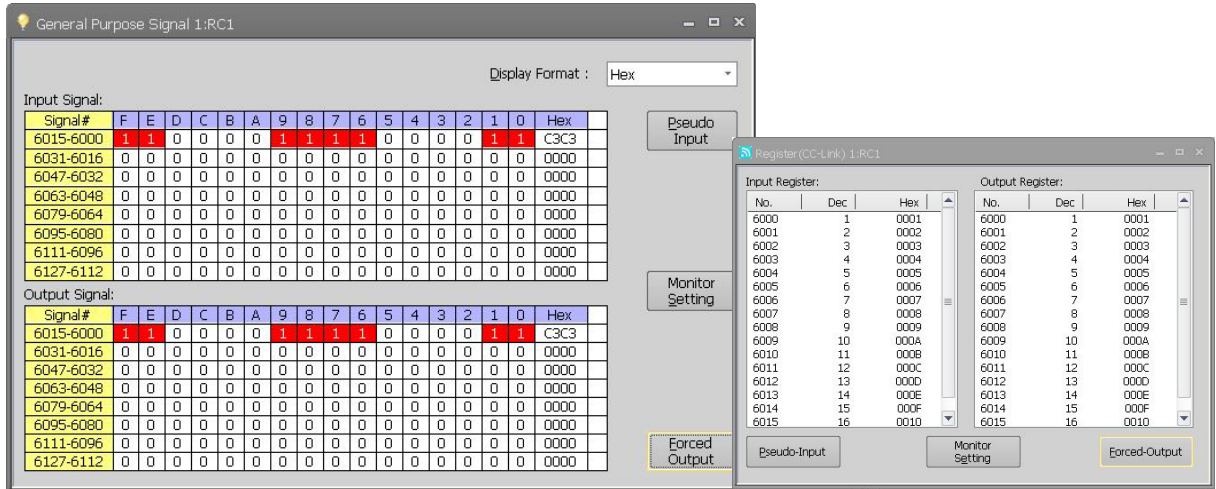 General Purpose Signal 1:RC1
Display Format : Hex
Input Signal:
Signal# F E D C B A 9 8 7 6 5 4 3 2 1 0 Hex
6015-6000 1 1 0 0 0 0 1 1 1 1 0 0 0 0 1 1 C3C3
6031-6016 0 0 0 0 0 0 0 0 0 0 0 0 0 0 0 0 0000
6047-6032 0 0 0 0 0 0 0 0 0 0 0 0 0 0 0 0 0000
6063-6048 0 0 0 0 0 0 0 0 0 0 0 0 0 0 0 0 0000
6079-6064 0 0 0 0 0 0 0 0 0 0 0 0 0 0 0 0 0000
6095-6080 0 0 0 0 0 0 0 0 0 0 0 0 0 0 0 0 0000
6111-6096 0 0 0 0 0 0 0 0 0 0 0 0 0 0 0 0 0000
6127-6112 0 0 0 0 0 0 0 0 0 0 0 0 0 0 0 0 0000
Output Signal:
Signal# F E D C B A 9 8 7 6 5 4 3 2 1 0 Hex
6015-6000 1 1 0 0 0 0 1 1 1 1 0 0 0 0 1 1 C3C3
6031-6016 0 0 0 0 0 0 0 0 0 0 0 0 0 0 0 0 0000
6047-6032 0 0 0 0 0 0 0 0 0 0 0 0 0 0 0 0 0000
6063-6048 0 0 0 0 0 0 0 0 0 0 0 0 0 0 0 0 0000
6079-6064 0 0 0 0 0 0 0 0 0 0 0 0 0 0 0 0 0000
6095-6080 0 0 0 0 0 0 0 0 0 0 0 0 0 0 0 0 0000
6111-6096 0 0 0 0 0 0 0 0 0 0 0 0 0 0 0 0 0000
6127-6112 0 0 0 0 0 0 0 0 0 0 0 0 0 0 0 0 0000
Pseudo
Input
Monitor
Setting
Forced
Output
Register(CC-Link) 1:RC1
Input Register: Output Register:
No. Dec Hex No. Dec Hex
6000 1 0001 6000 1 0001
6001 2 0002 6001 2 0002
6002 3 0003 6002 3 0003
6003 4 0004 6003 4 0004
6004 5 0005 6004 5 0005
6005 6 0006 6005 6 0006
6006 7 0007 6006 7 0007
6007 8 0008 6007 8 0008
6008 9 0009 6008 9 0009
6009 10 000A 6009 10 000A
6010 11 000B 6010 11 000B
6011 12 000C 6011 12 000C
6012 13 000D 6012 13 000D
6013 14 000E 6013 14 000E
6014 15 000F 6014 15 000F
6015 16 0010 6015 16 0010
Pseudo-Input
Monitor
Setting
Forced-Output